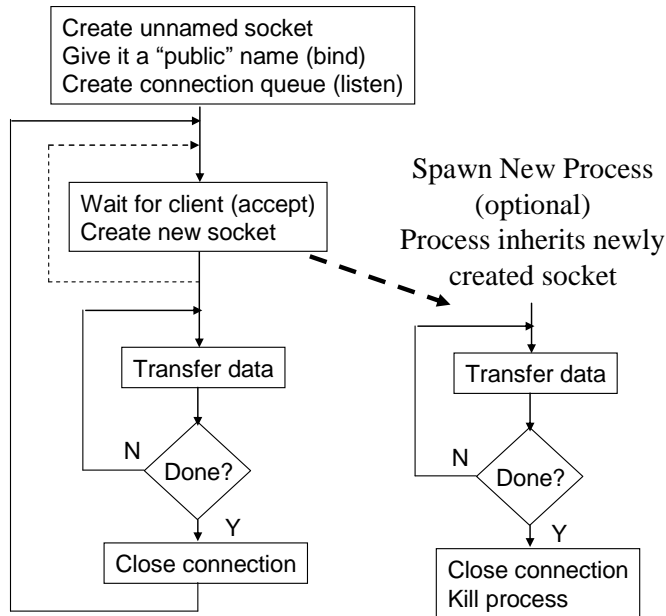 Create unnamed socket
Give it a “public” name (bind)
Create connection queue (listen)
Wait for client (accept)
Create new socket
Transfer data
N
Done?
Y
Close connection
Spawn New Process
(optional)
Process inherits newly
created socket
Transfer data
N
Done?
Y
Close connection
Kill process